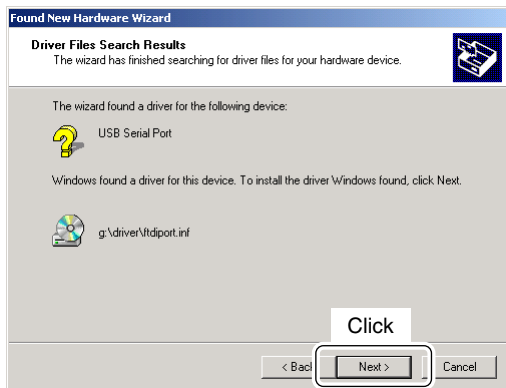 Found New Hardware Wizard
Driver Files Search Results
The wizard has finished searching for driver files for your hardware device.
The wizard found a driver for the following device:
USB Serial Port
Windows found a driver for this device. To install the driver Windows found, click Next.
g:\driver\ftdiport.inf
Click
< Bac Next > Cancel